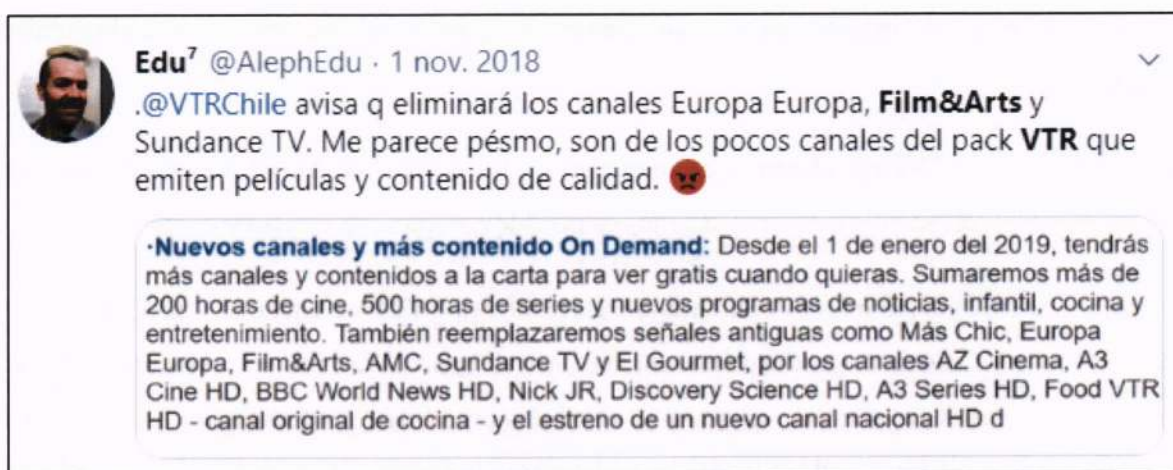 Edu⁷ @AlephEdu · 1 nov. 2018
.@VTRChile avisa q eliminará los canales Europa Europa, Film&Arts y
Sundance TV. Me parece pésmo, son de los pocos canales del pack VTR que
emiten películas y contenido de calidad. 😡
·Nuevos canales y más contenido On Demand: Desde el 1 de enero del 2019, tendrás
más canales y contenidos a la carta para ver gratis cuando quieras. Sumaremos más de
200 horas de cine, 500 horas de series y nuevos programas de noticias, infantil, cocina y
entretenimiento. También reemplazaremos señales antiguas como Más Chic, Europa
Europa, Film&Arts, AMC, Sundance TV y El Gourmet, por los canales AZ Cinema, A3
Cine HD, BBC World News HD, Nick JR, Discovery Science HD, A3 Series HD, Food VTR
HD - canal original de cocina - y el estreno de un nuevo canal nacional HD d